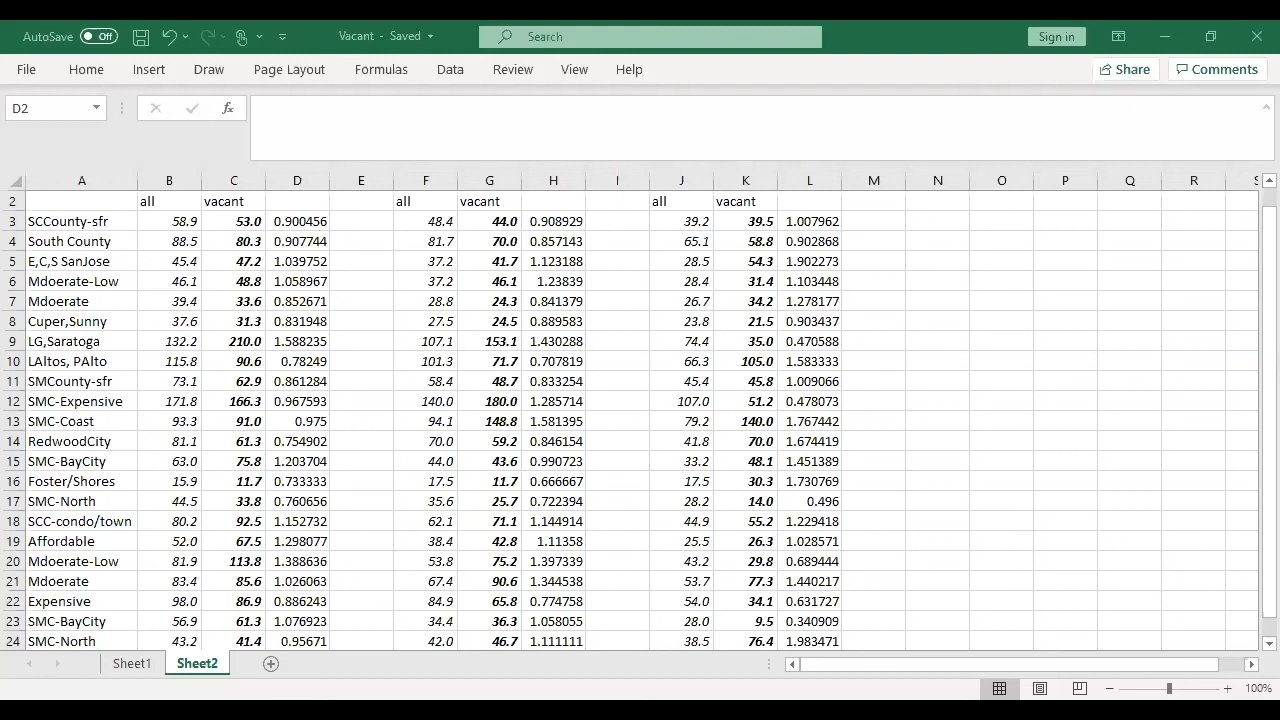 AutoSave Off Vacant - Saved Search Sign in
File Home Insert Draw Page Layout Formulas Data Review View Help Share Comments
D2 fx
A B C D E F G H I J K L M N O P Q R S
2 all vacant all vacant all vacant
3 SCCounty-sfr 58.9 53.0 0.900456 48.4 44.0 0.908929 39.2 39.5 1.007962
4 South County 88.5 80.3 0.907744 81.7 70.0 0.857143 65.1 58.8 0.902868
5 E,C,S SanJose 45.4 47.2 1.039752 37.2 41.7 1.123188 28.5 54.3 1.902273
6 Mdoerate-Low 46.1 48.8 1.058967 37.2 46.1 1.23839 28.4 31.4 1.103448
7 Mdoerate 39.4 33.6 0.852671 28.8 24.3 0.841379 26.7 34.2 1.278177
8 Cuper,Sunny 37.6 31.3 0.831948 27.5 24.5 0.889583 23.8 21.5 0.903437
9 LG,Saratoga 132.2 210.0 1.588235 107.1 153.1 1.430288 74.4 35.0 0.470588
10 LAltos, PAlto 115.8 90.6 0.78249 101.3 71.7 0.707819 66.3 105.0 1.583333
11 SMCounty-sfr 73.1 62.9 0.861284 58.4 48.7 0.833254 45.4 45.8 1.009066
12 SMC-Expensive 171.8 166.3 0.967593 140.0 180.0 1.285714 107.0 51.2 0.478073
13 SMC-Coast 93.3 91.0 0.975 94.1 148.8 1.581395 79.2 140.0 1.767442
14 RedwoodCity 81.1 61.3 0.754902 70.0 59.2 0.846154 41.8 70.0 1.674419
15 SMC-BayCity 63.0 75.8 1.203704 44.0 43.6 0.990723 33.2 48.1 1.451389
16 Foster/Shores 15.9 11.7 0.733333 17.5 11.7 0.666667 17.5 30.3 1.730769
17 SMC-North 44.5 33.8 0.760656 35.6 25.7 0.722394 28.2 14.0 0.496
18 SCC-condo/town 80.2 92.5 1.152732 62.1 71.1 1.144914 44.9 55.2 1.229418
19 Affordable 52.0 67.5 1.298077 38.4 42.8 1.11358 25.5 26.3 1.028571
20 Mdoerate-Low 81.9 113.8 1.388636 53.8 75.2 1.397339 43.2 29.8 0.689444
21 Mdoerate 83.4 85.6 1.026063 67.4 90.6 1.344538 53.7 77.3 1.440217
22 Expensive 98.0 86.9 0.886243 84.9 65.8 0.774758 54.0 34.1 0.631727
23 SMC-BayCity 56.9 61.3 1.076923 34.4 36.3 1.058055 28.0 9.5 0.340909
24 SMC-North 43.2 41.4 0.95671 42.0 46.7 1.111111 38.5 76.4 1.983471
Sheet1 Sheet2
100%